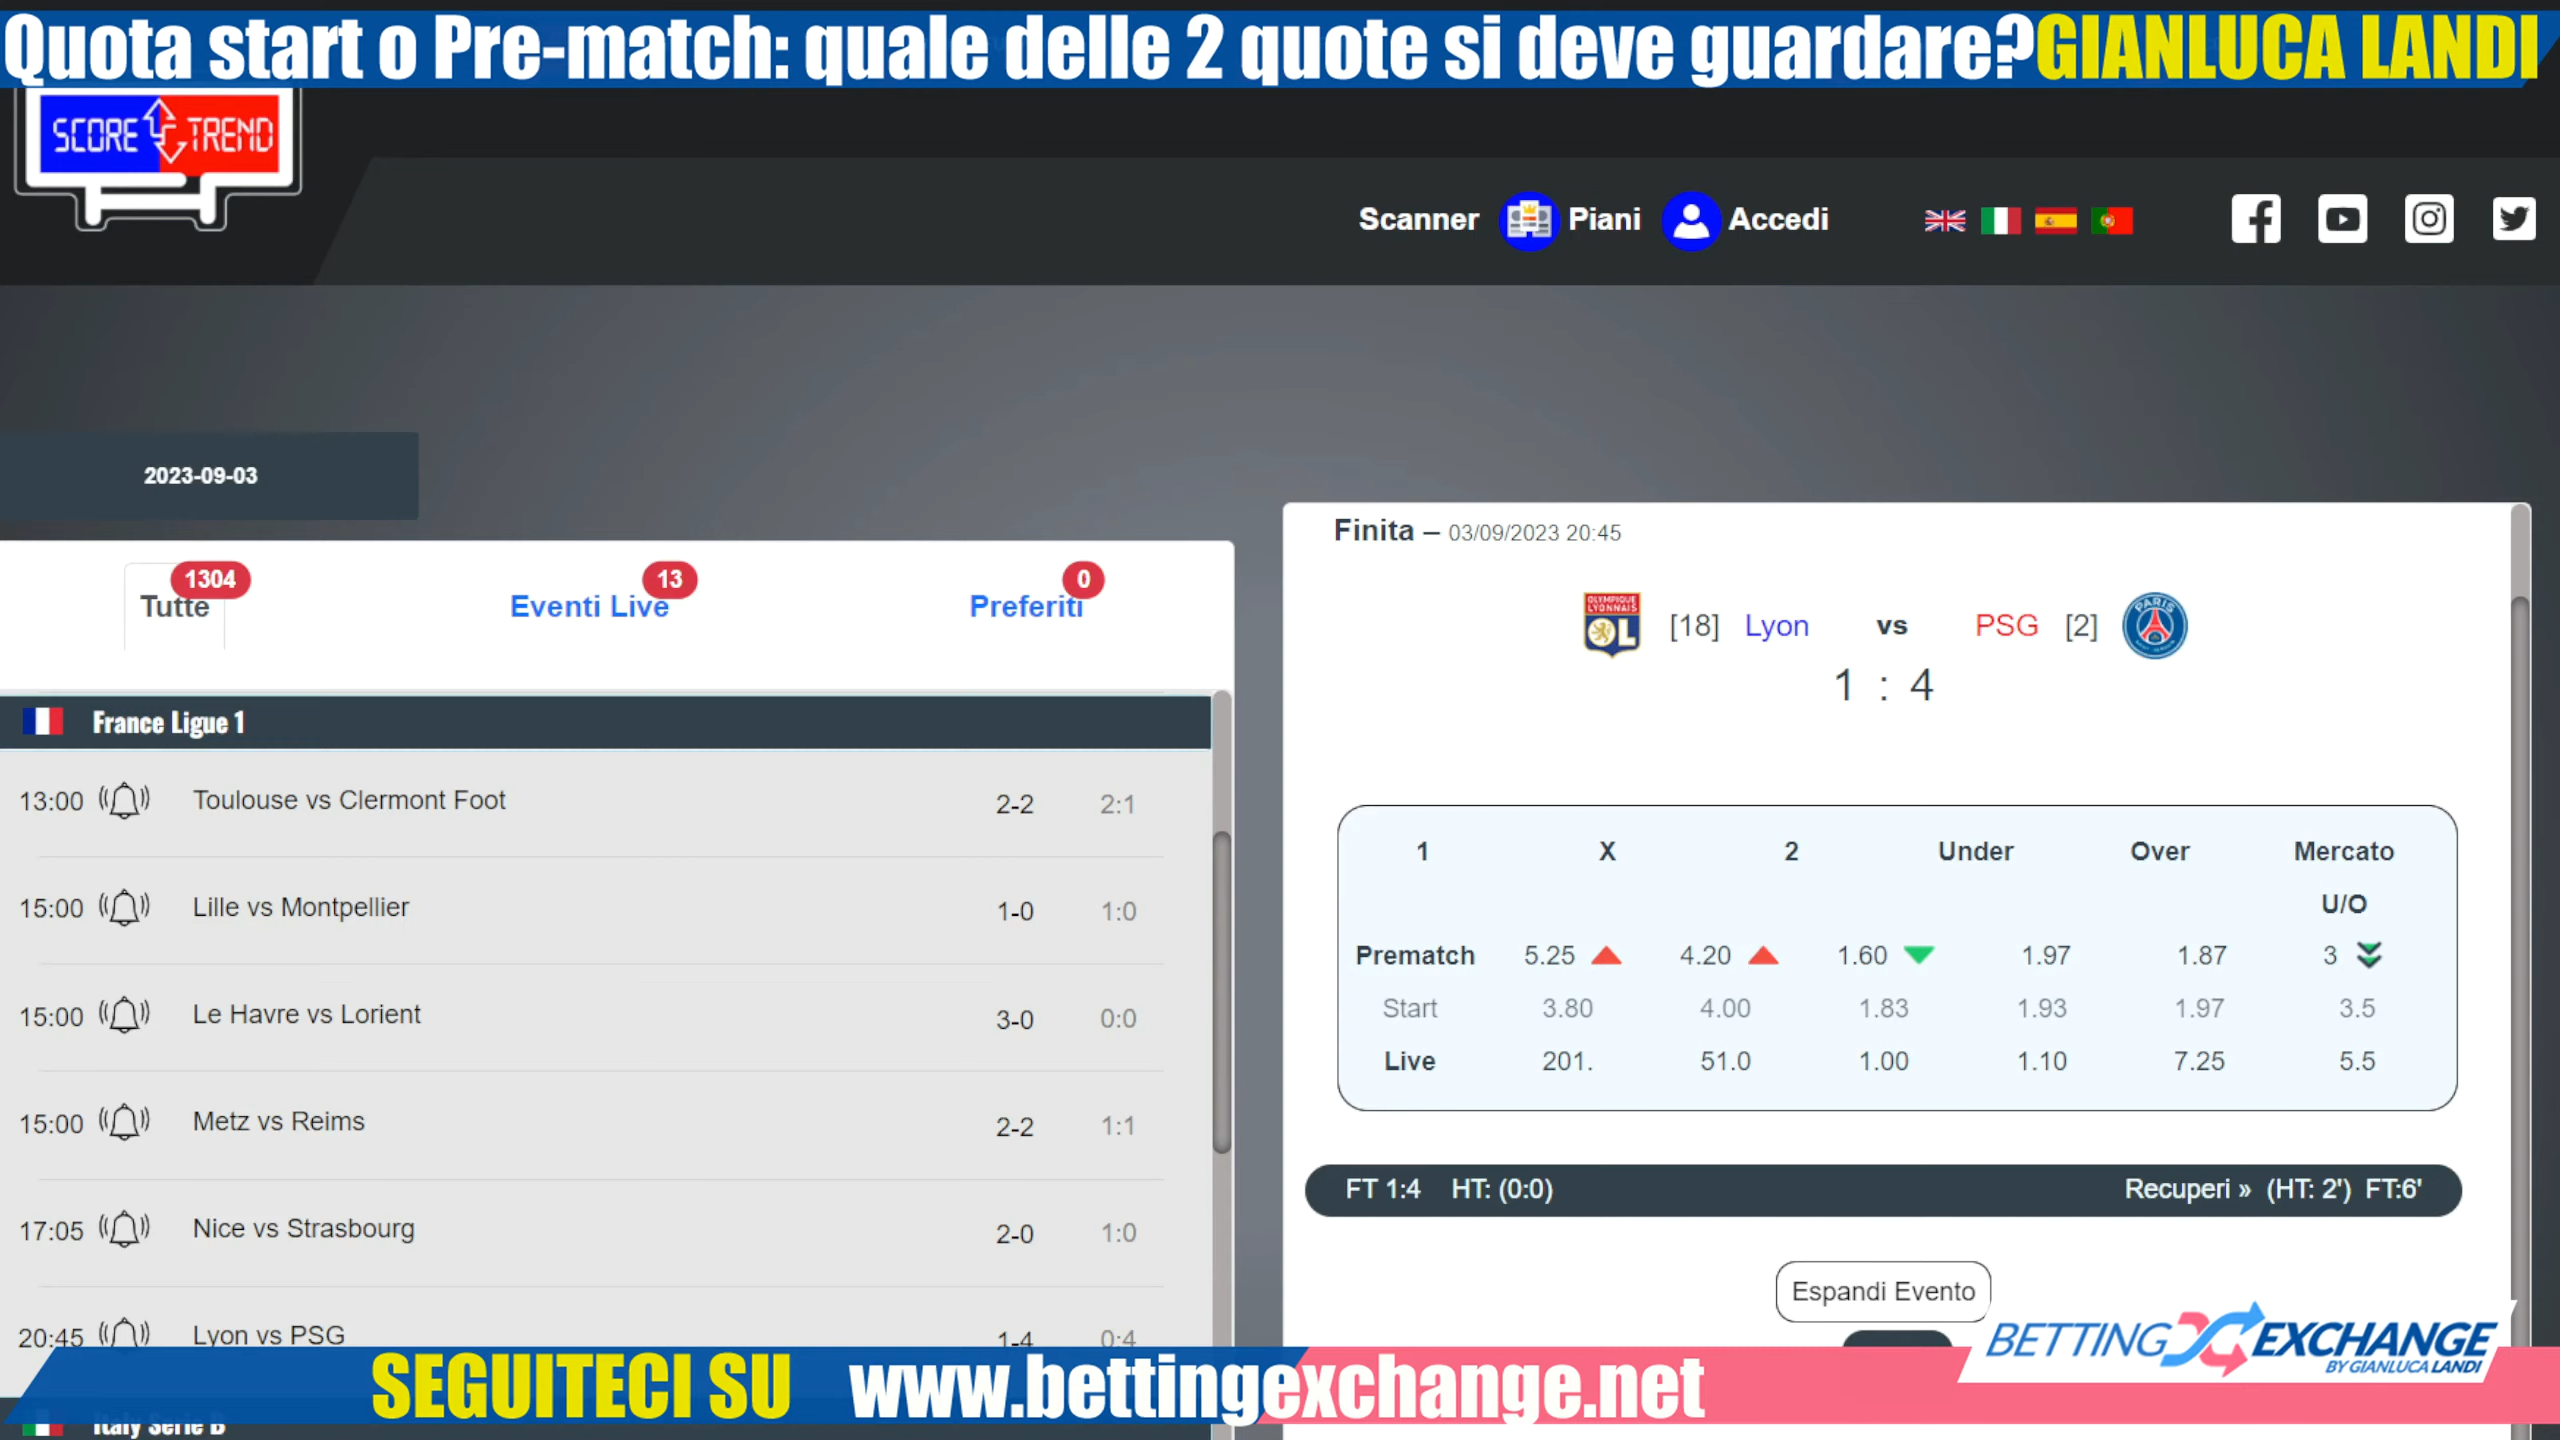 Quota start o Pre-match: quale delle 2 quote si deve guardare?GIANLUCA LANDI
SCORE TREND
Scanner Piani Accedi
2023-09-03
Tutte 1304 Eventi Live 13 Preferiti 0
France Ligue 1
13:00 Toulouse vs Clermont Foot 2-2 2:1
15:00 Lille vs Montpellier 1-0 1:0
15:00 Le Havre vs Lorient 3-0 0:0
15:00 Metz vs Reims 2-2 1:1
17:05 Nice vs Strasbourg 2-0 1:0
20:45 Lyon vs PSG 1-4 0:4
Italy Serie B
Finita – 03/09/2023 20:45
OLYMPIQUE LYONNAIS OL [18] Lyon vs PSG [2] PARIS
1 : 4
1 X 2 Under Over Mercato
U/O
Prematch 5.25 4.20 1.60 1.97 1.87 3
Start 3.80 4.00 1.83 1.93 1.97 3.5
Live 201. 51.0 1.00 1.10 7.25 5.5
FT 1:4 HT: (0:0) Recuperi » (HT: 2') FT:6'
Espandi Evento
BETTING EXCHANGE
BY GIANLUCA LANDI
SEGUITECI SU www.bettingexchange.net